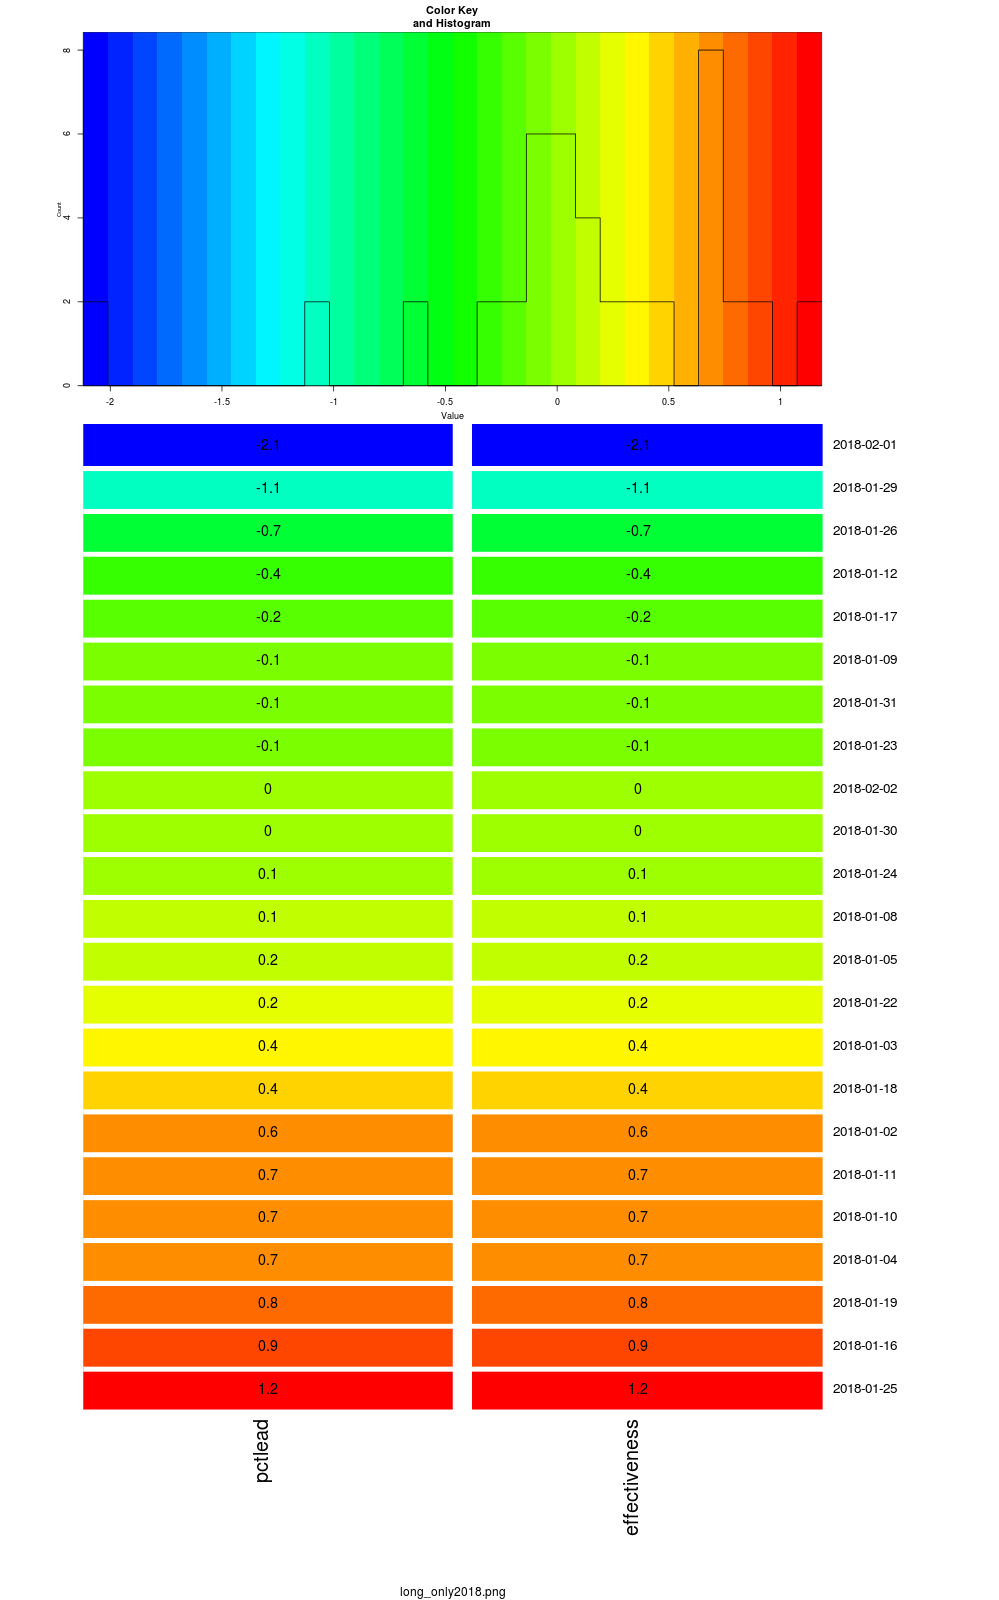 Color Key
and Histogram
Count
8
6
4
2
0
-2 -1.5 -1 -0.5 0 0.5 1
Value
-2.1 -2.1 2018-02-01
-1.1 -1.1 2018-01-29
-0.7 -0.7 2018-01-26
-0.4 -0.4 2018-01-12
-0.2 -0.2 2018-01-17
-0.1 -0.1 2018-01-09
-0.1 -0.1 2018-01-31
-0.1 -0.1 2018-01-23
0 0 2018-02-02
0 0 2018-01-30
0.1 0.1 2018-01-24
0.1 0.1 2018-01-08
0.2 0.2 2018-01-05
0.2 0.2 2018-01-22
0.4 0.4 2018-01-03
0.4 0.4 2018-01-18
0.6 0.6 2018-01-02
0.7 0.7 2018-01-11
0.7 0.7 2018-01-10
0.7 0.7 2018-01-04
0.8 0.8 2018-01-19
0.9 0.9 2018-01-16
1.2 1.2 2018-01-25
pctlead effectiveness
long_only2018.png